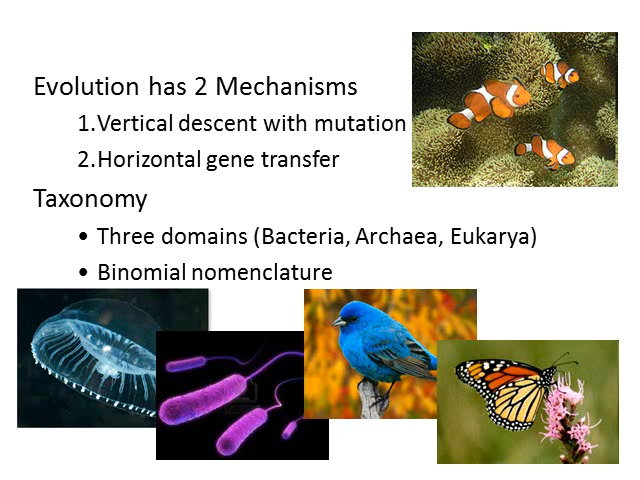 Evolution has 2 Mechanisms
1.Vertical descent with mutation
2.Horizontal gene transfer
Taxonomy
• Three domains (Bacteria, Archaea, Eukarya)
• Binomial nomenclature